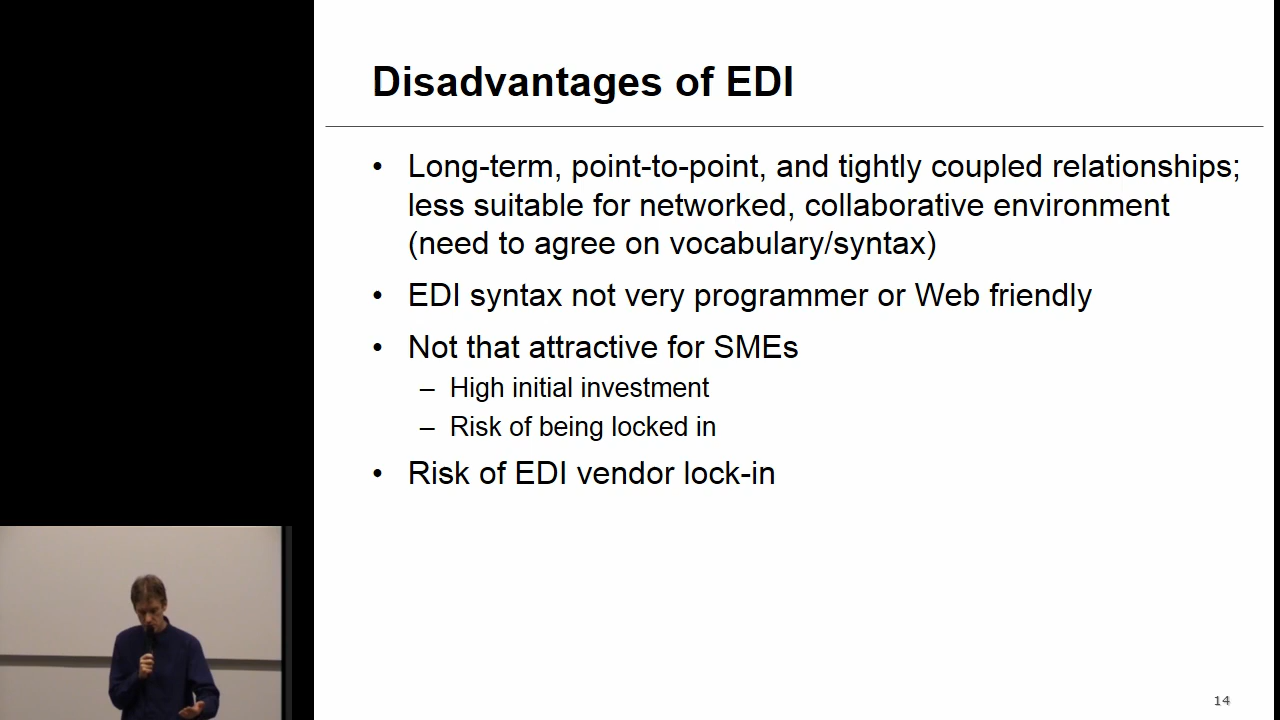 Disadvantages of EDI
• Long-term, point-to-point, and tightly coupled relationships;
less suitable for networked, collaborative environment
(need to agree on vocabulary/syntax)
• EDI syntax not very programmer or Web friendly
• Not that attractive for SMEs
– High initial investment
– Risk of being locked in
• Risk of EDI vendor lock-in
14